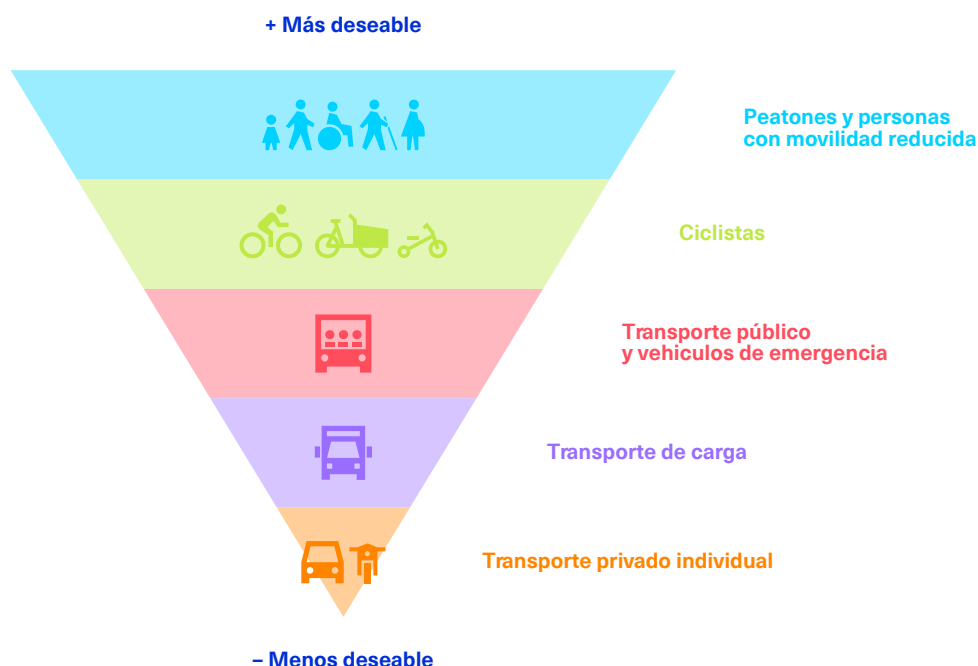 + Más deseable
Peatones y personas
con movilidad reducida
Ciclistas
Transporte público
y vehiculos de emergencia
Transporte de carga
Transporte privado individual
– Menos deseable